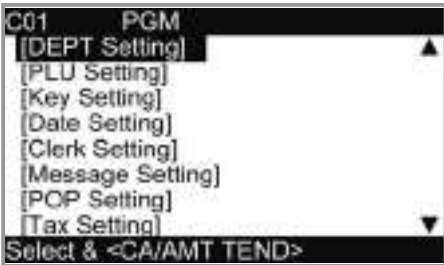 C01 PGM
[DEPT Setting]
[PLU Setting]
[Key Setting]
[Date Setting]
[Clerk Setting]
[Message Setting]
[POP Setting]
[Tax Setting]
Select & <CA/AMT TEND>